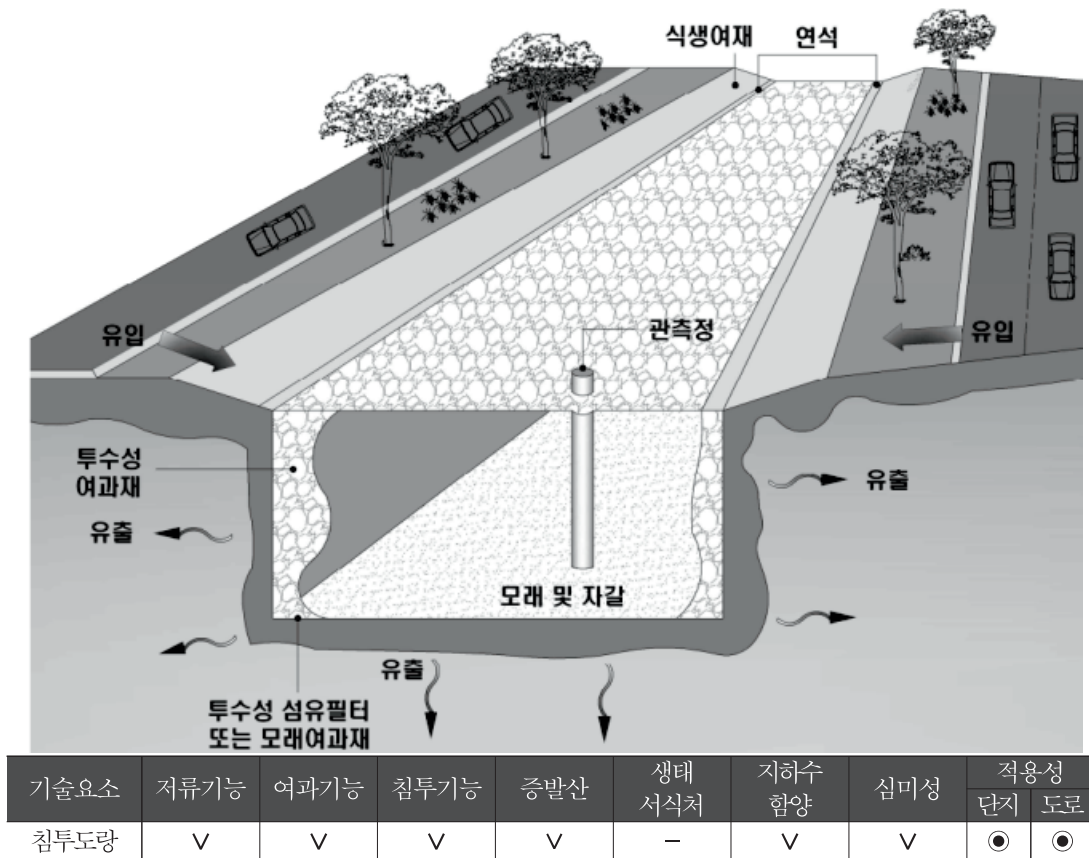 식생여재
연석
유입
관측정
유입
투수성
여과재
유출
유출
모래 및 자갈
유출
투수성 섬유필터
또는 모래여과재
기술요소 저류기능 여과기능 침투기능 증발산 생태 서식처 지하수 함양 심미성 적용성
단지 도로
침투도랑 ∨ ∨ ∨ ∨ – ∨ ∨ ◉ ◉